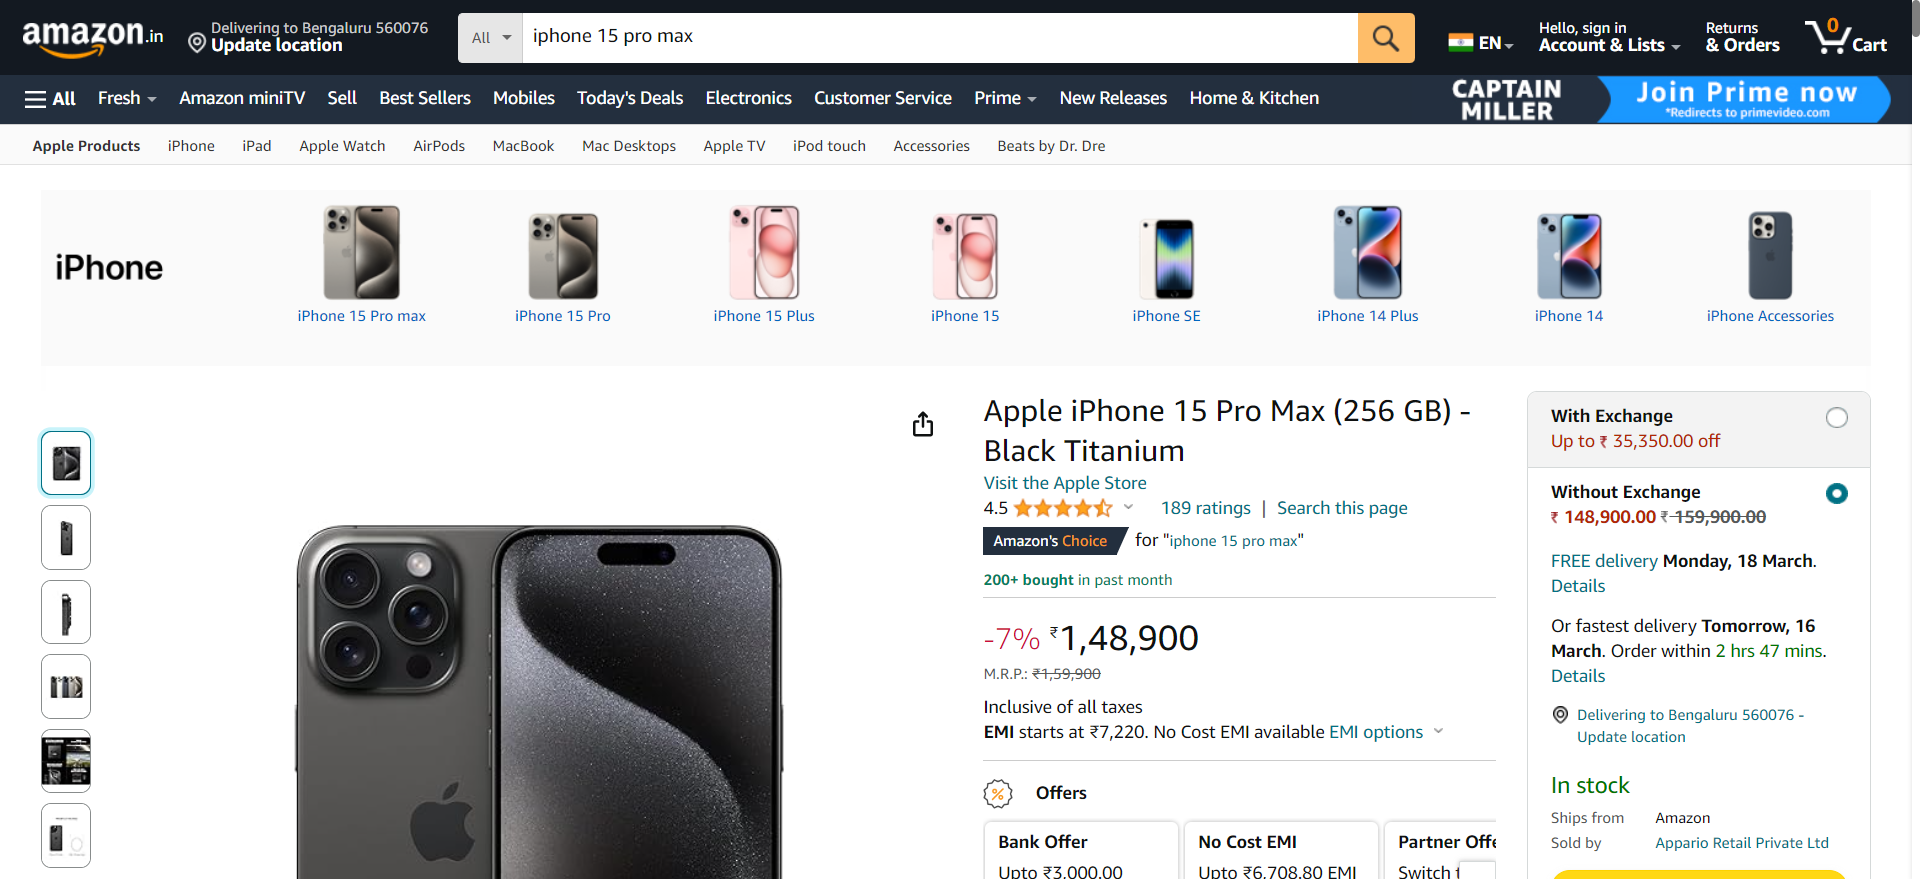 amazon.in
Delivering to Bengaluru 560076
Update location
All
iphone 15 pro max
EN
Hello, sign in
Account & Lists
Returns
& Orders
0
Cart
All
Fresh
Amazon miniTV
Sell
Best Sellers
Mobiles
Today's Deals
Electronics
Customer Service
Prime
New Releases
Home & Kitchen
CAPTAIN
MILLER
Join Prime now
*Redirects to primevideo.com
Apple Products
iPhone
iPad
Apple Watch
AirPods
MacBook
Mac Desktops
Apple TV
iPod touch
Accessories
Beats by Dr. Dre
iPhone
iPhone 15 Pro max
iPhone 15 Pro
iPhone 15 Plus
iPhone 15
iPhone SE
iPhone 14 Plus
iPhone 14
iPhone Accessories
Apple iPhone 15 Pro Max (256 GB) -
Black Titanium
Visit the Apple Store
4.5
189 ratings | Search this page
Amazon's Choice for "iphone 15 pro max"
200+ bought in past month
-7% ₹1,48,900
M.R.P.: ₹1,59,900
Inclusive of all taxes
EMI starts at ₹7,220. No Cost EMI available EMI options
Offers
Bank Offer
Upto ₹3,000.00
No Cost EMI
Upto ₹6,708.80 EMI
Partner Offe
Switch t
With Exchange
Up to ₹ 35,350.00 off
Without Exchange
₹ 148,900.00 ₹ 159,900.00
FREE delivery Monday, 18 March.
Details
Or fastest delivery Tomorrow, 16
March. Order within 2 hrs 47 mins.
Details
Delivering to Bengaluru 560076 -
Update location
In stock
Ships from Amazon
Sold by Appario Retail Private Ltd